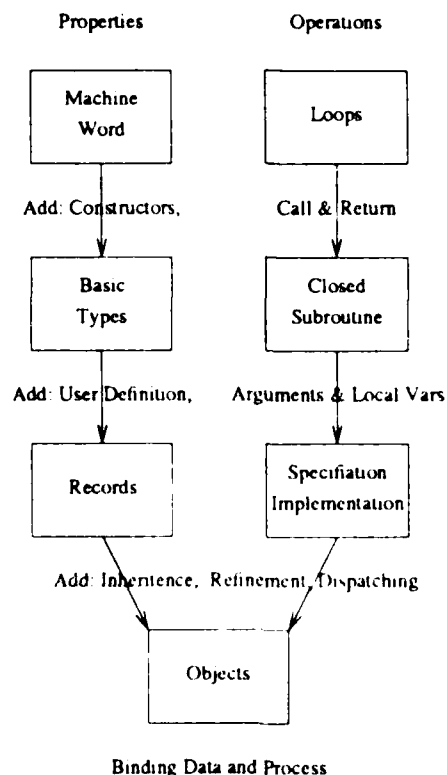 Properties Operations
Machine
Word
Loops
Add: Constructors, Call & Return
Basic
Types
Closed
Subroutine
Add: User Definition, Arguments & Local Vars
Records
Specifiation
Implementation
Add: Inheritence, Refinement, Dispatching
Objects
Binding Data and Process